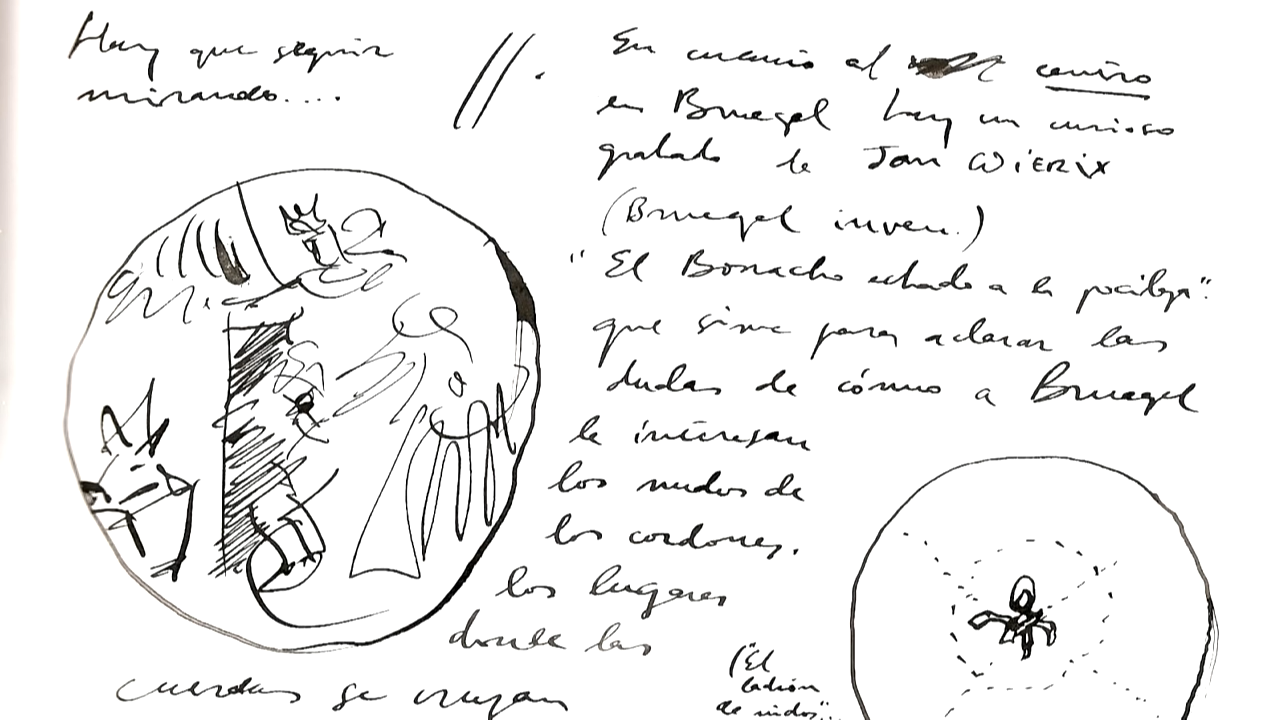 Hay que seguir
mirando....
En cuanto al centro
en Bruegel hay un curioso
grabado de Jan WiERiX
(Bruegel inven.)
"El Borracho echado a la pocilga".
que sirve para aclarar las
dudas de cómo a Bruegel
le interesan
los nudos de
los cordones.
los lugares
donde las
cuerdas se cruzan
("El
ladrón
de nidos"..